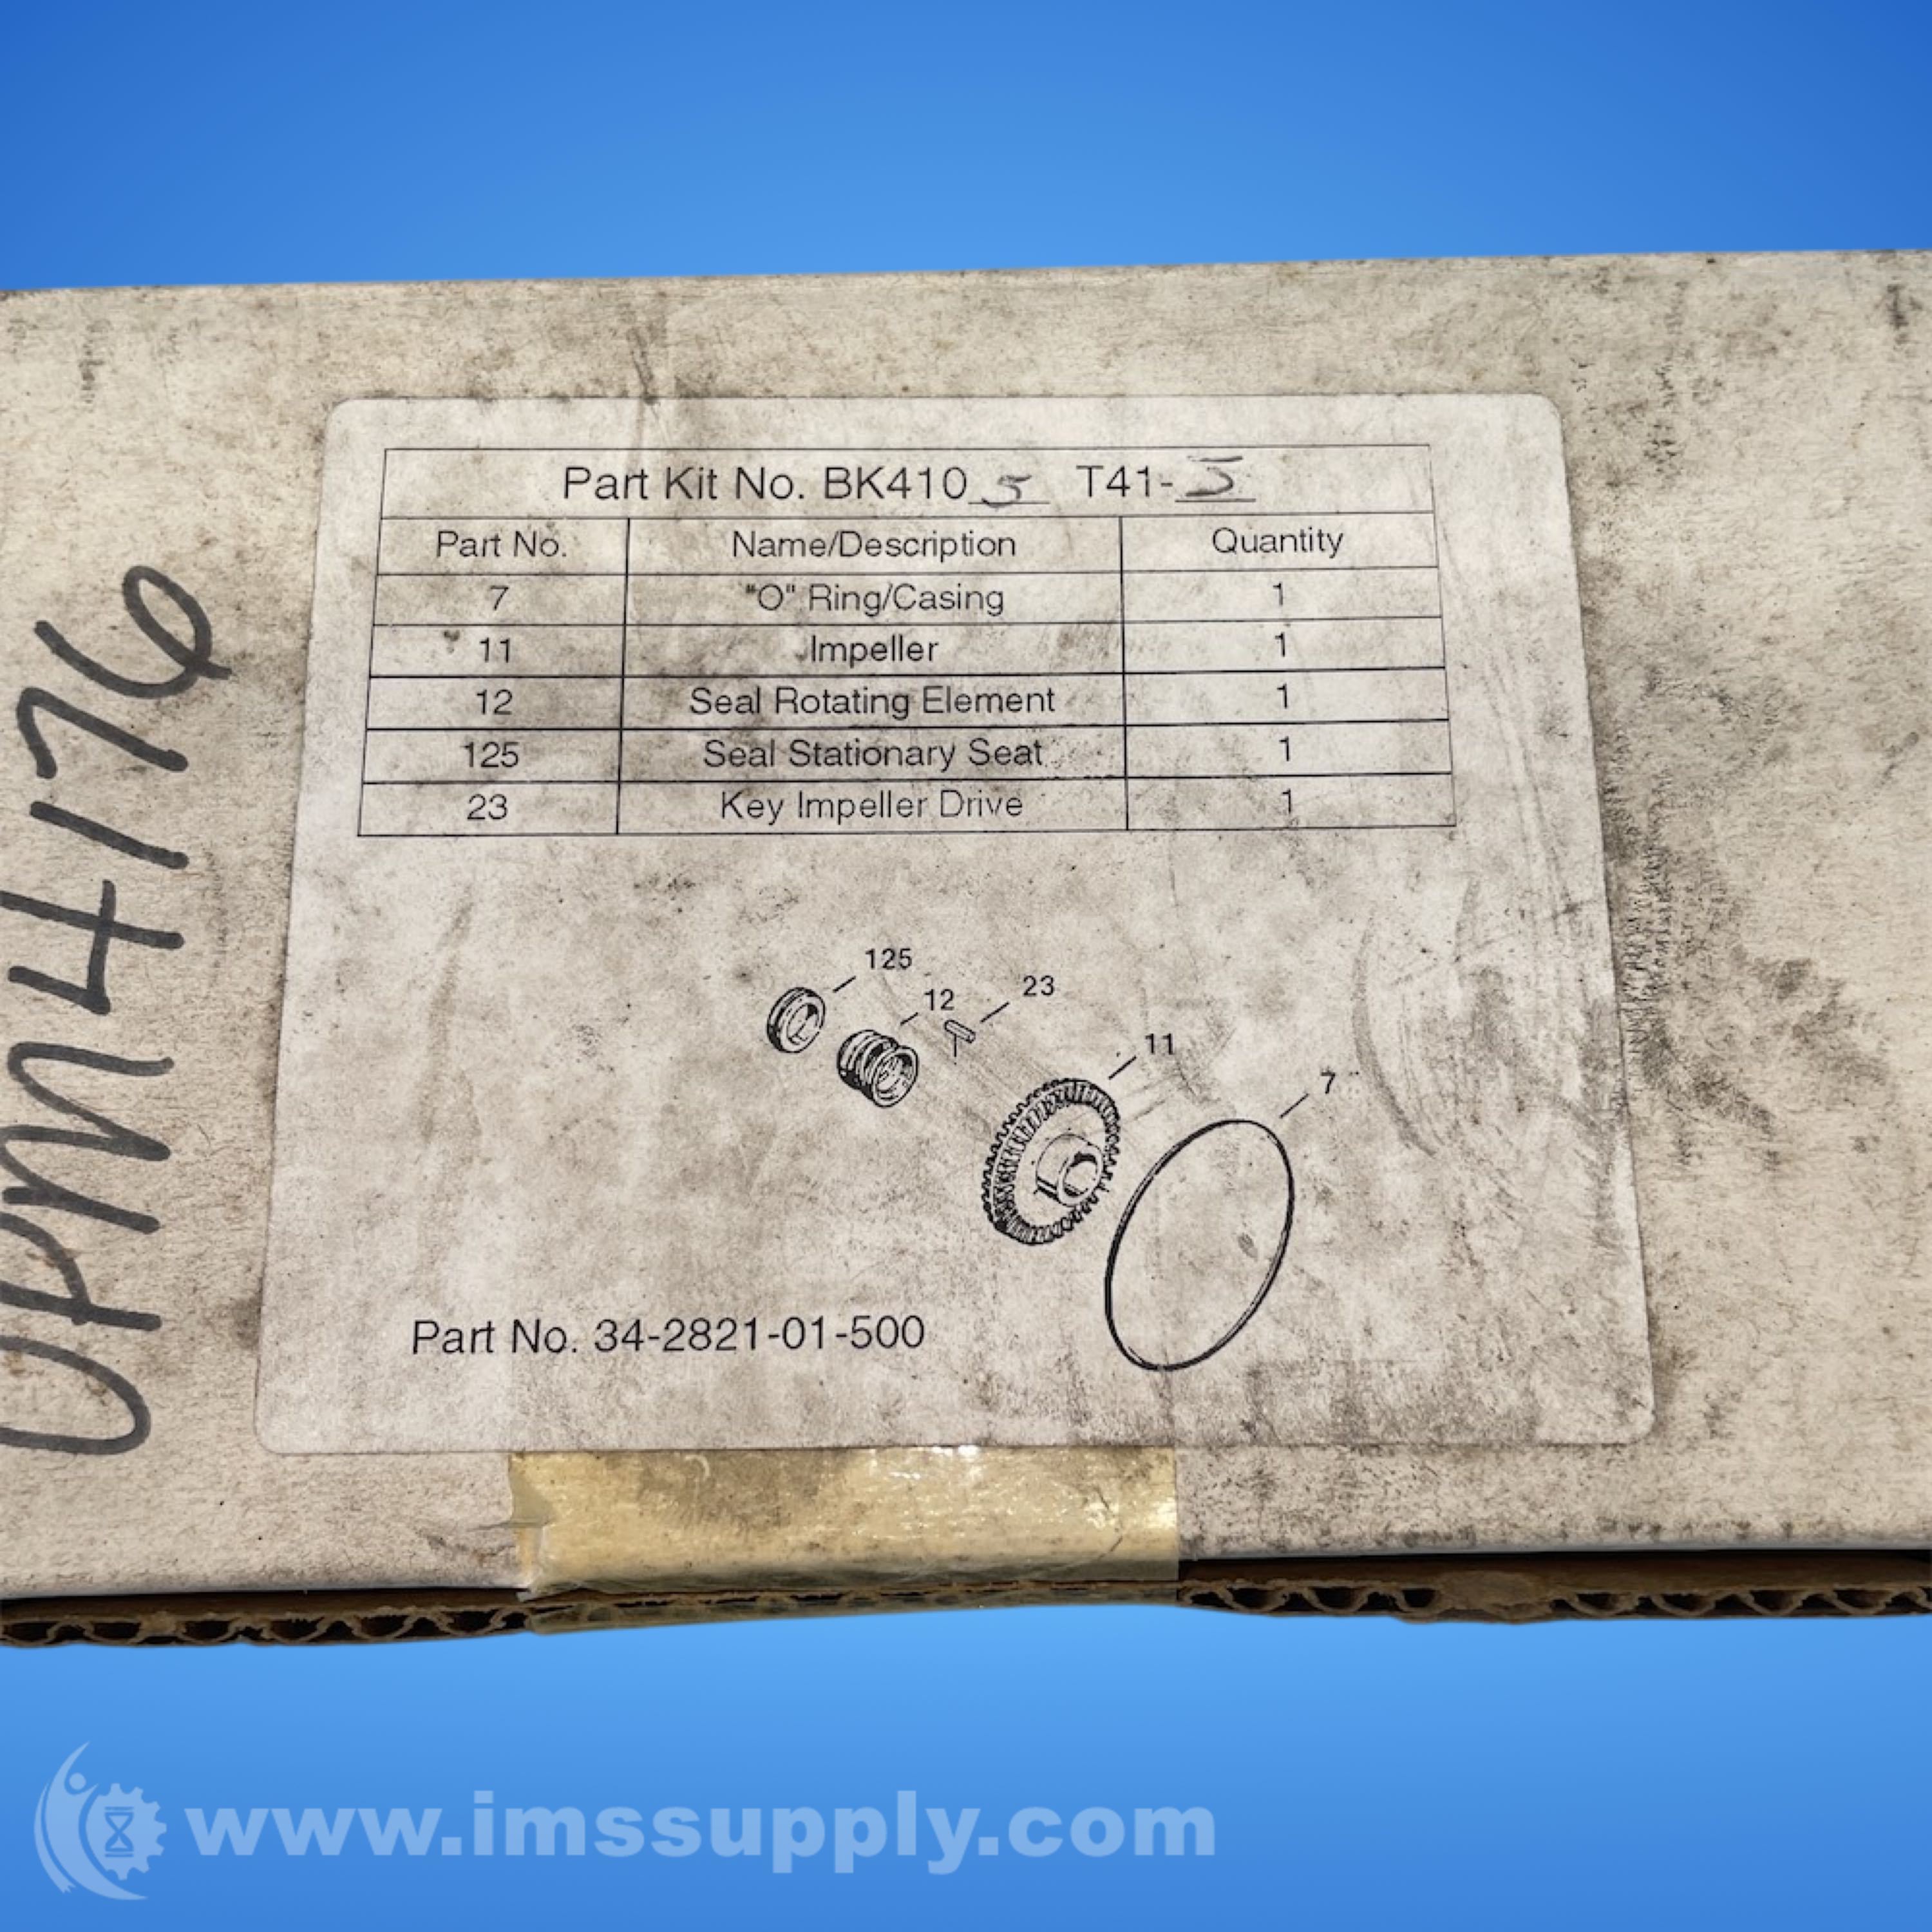 Part Kit No. BK410 5 T41-5
Part No. Name/Description Quantity
7 "O" Ring/Casing 1
11 Impeller 1
12 Seal Rotating Element 1
125 Seal Stationary Seat 1
23 Key Impeller Drive 1
125
12
23
11
7
Part No. 34-2821-01-500
www.imssupply.com